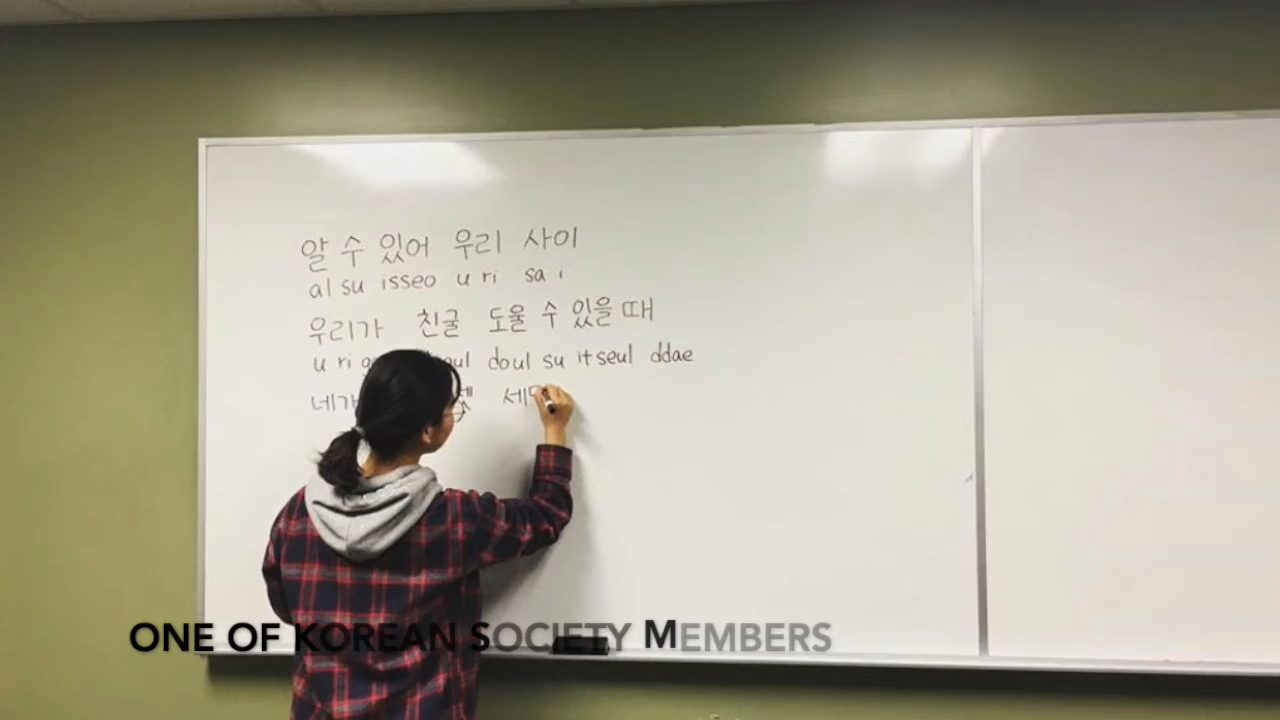 알 수 있어 우리 사이
al su isseo u ri sa i
우리가 친굴 도울 수 있을 때
u ri doul su itseul ddae
네가
ONE OF KOREAN SOCIETY MEMBERS